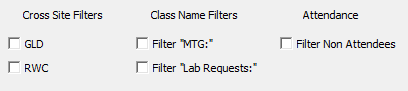 Cross Site Filters Class Name Filters Attendance
GLD Filter "MTG:" Filter Non Attendees
RWC Filter "Lab Requests:"